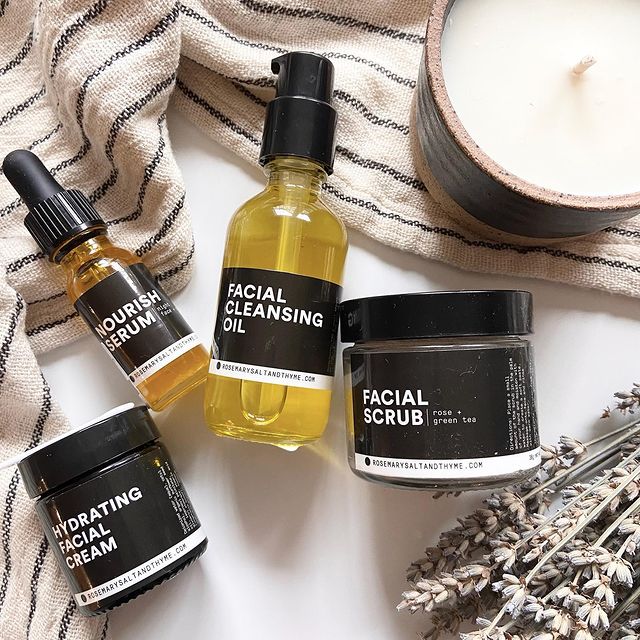 FACIAL
CLEANSING
OIL
ROSEMARYSALTANDTHYME.COM
NOURISH
SERUM
ROSEMARYSALTANDTHYME.COM
FACIAL
SCRUB
rose +
green tea
ROSEMARYSALTANDTHYME.COM
HYDRATING
FACIAL
CREAM
ROSEMARYSALTANDTHYME.COM